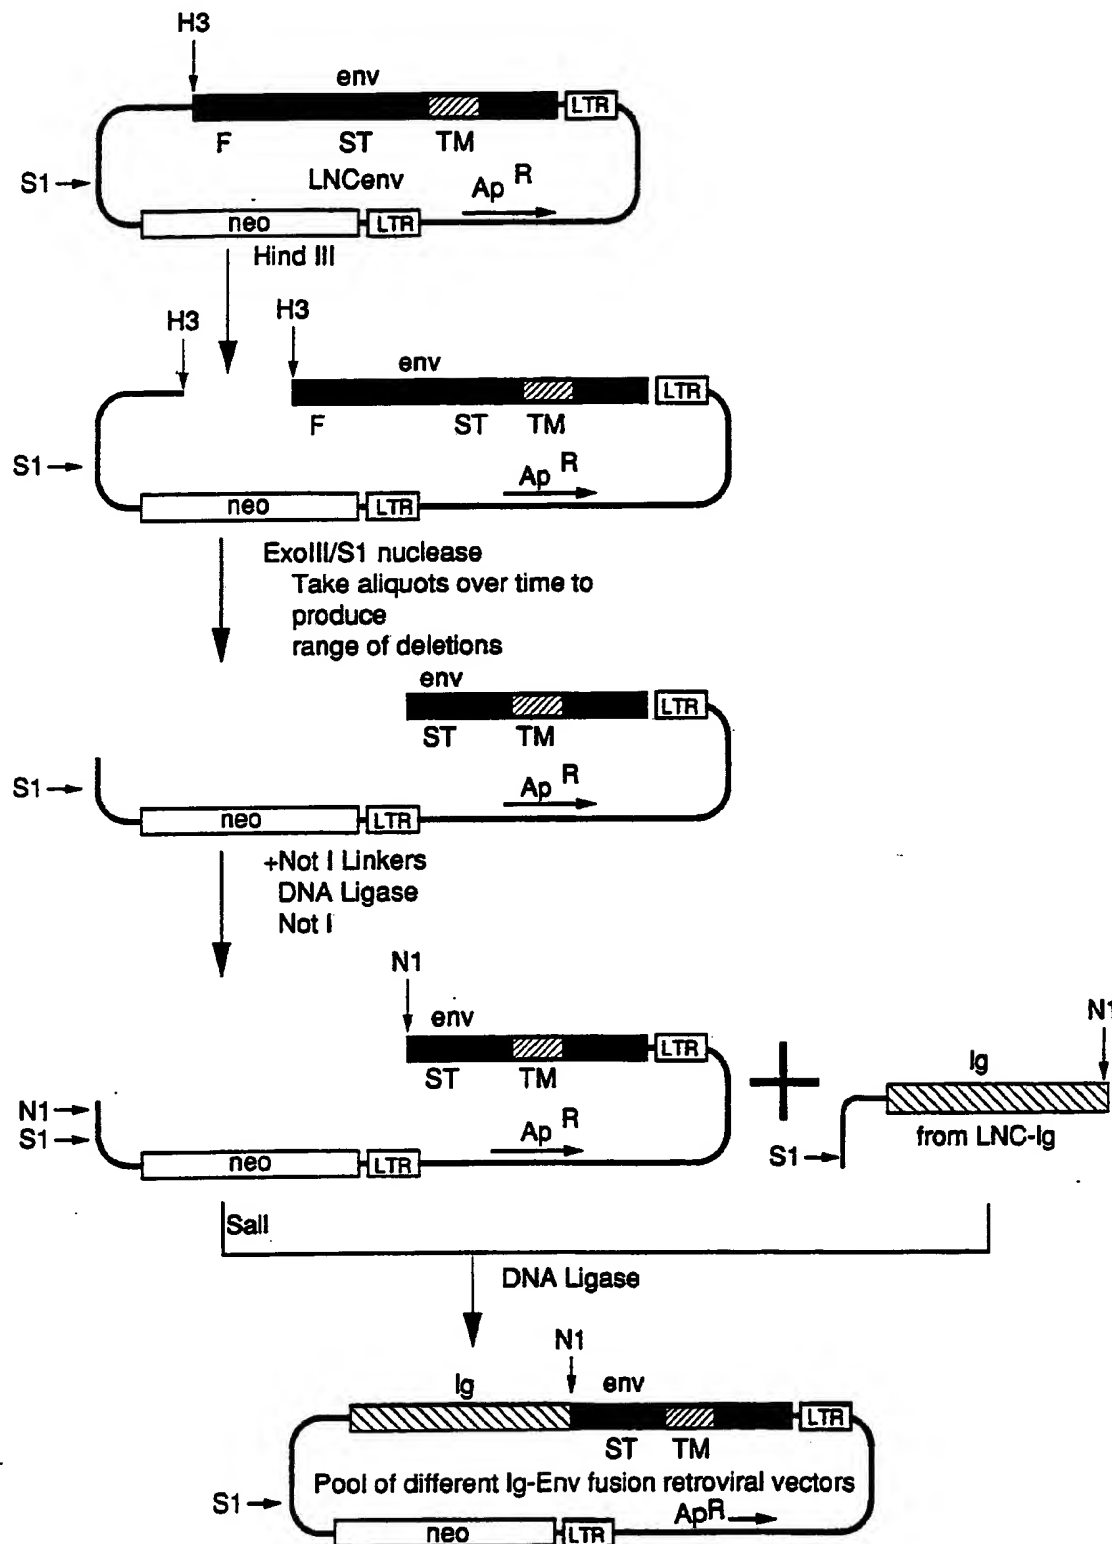 H3
env
LTR
F ST TM
S1
LNCenv
Ap R
neo
LTR
Hind III
H3
H3
env
LTR
F ST TM
S1
Ap R
neo
LTR
ExoIII/S1 nuclease
Take aliquots over time to
produce
range of deletions
env
LTR
ST TM
S1
Ap R
neo
LTR
+Not I Linkers
DNA Ligase
Not I
N1
env
LTR
ST TM
N1
S1
Ap R
neo
LTR
N1
Ig
from LNC-Ig
S1
SalI
DNA Ligase
N1
Ig env
LTR
ST TM
Pool of different Ig-Env fusion retroviral vectors
S1
ApR
neo
LTR